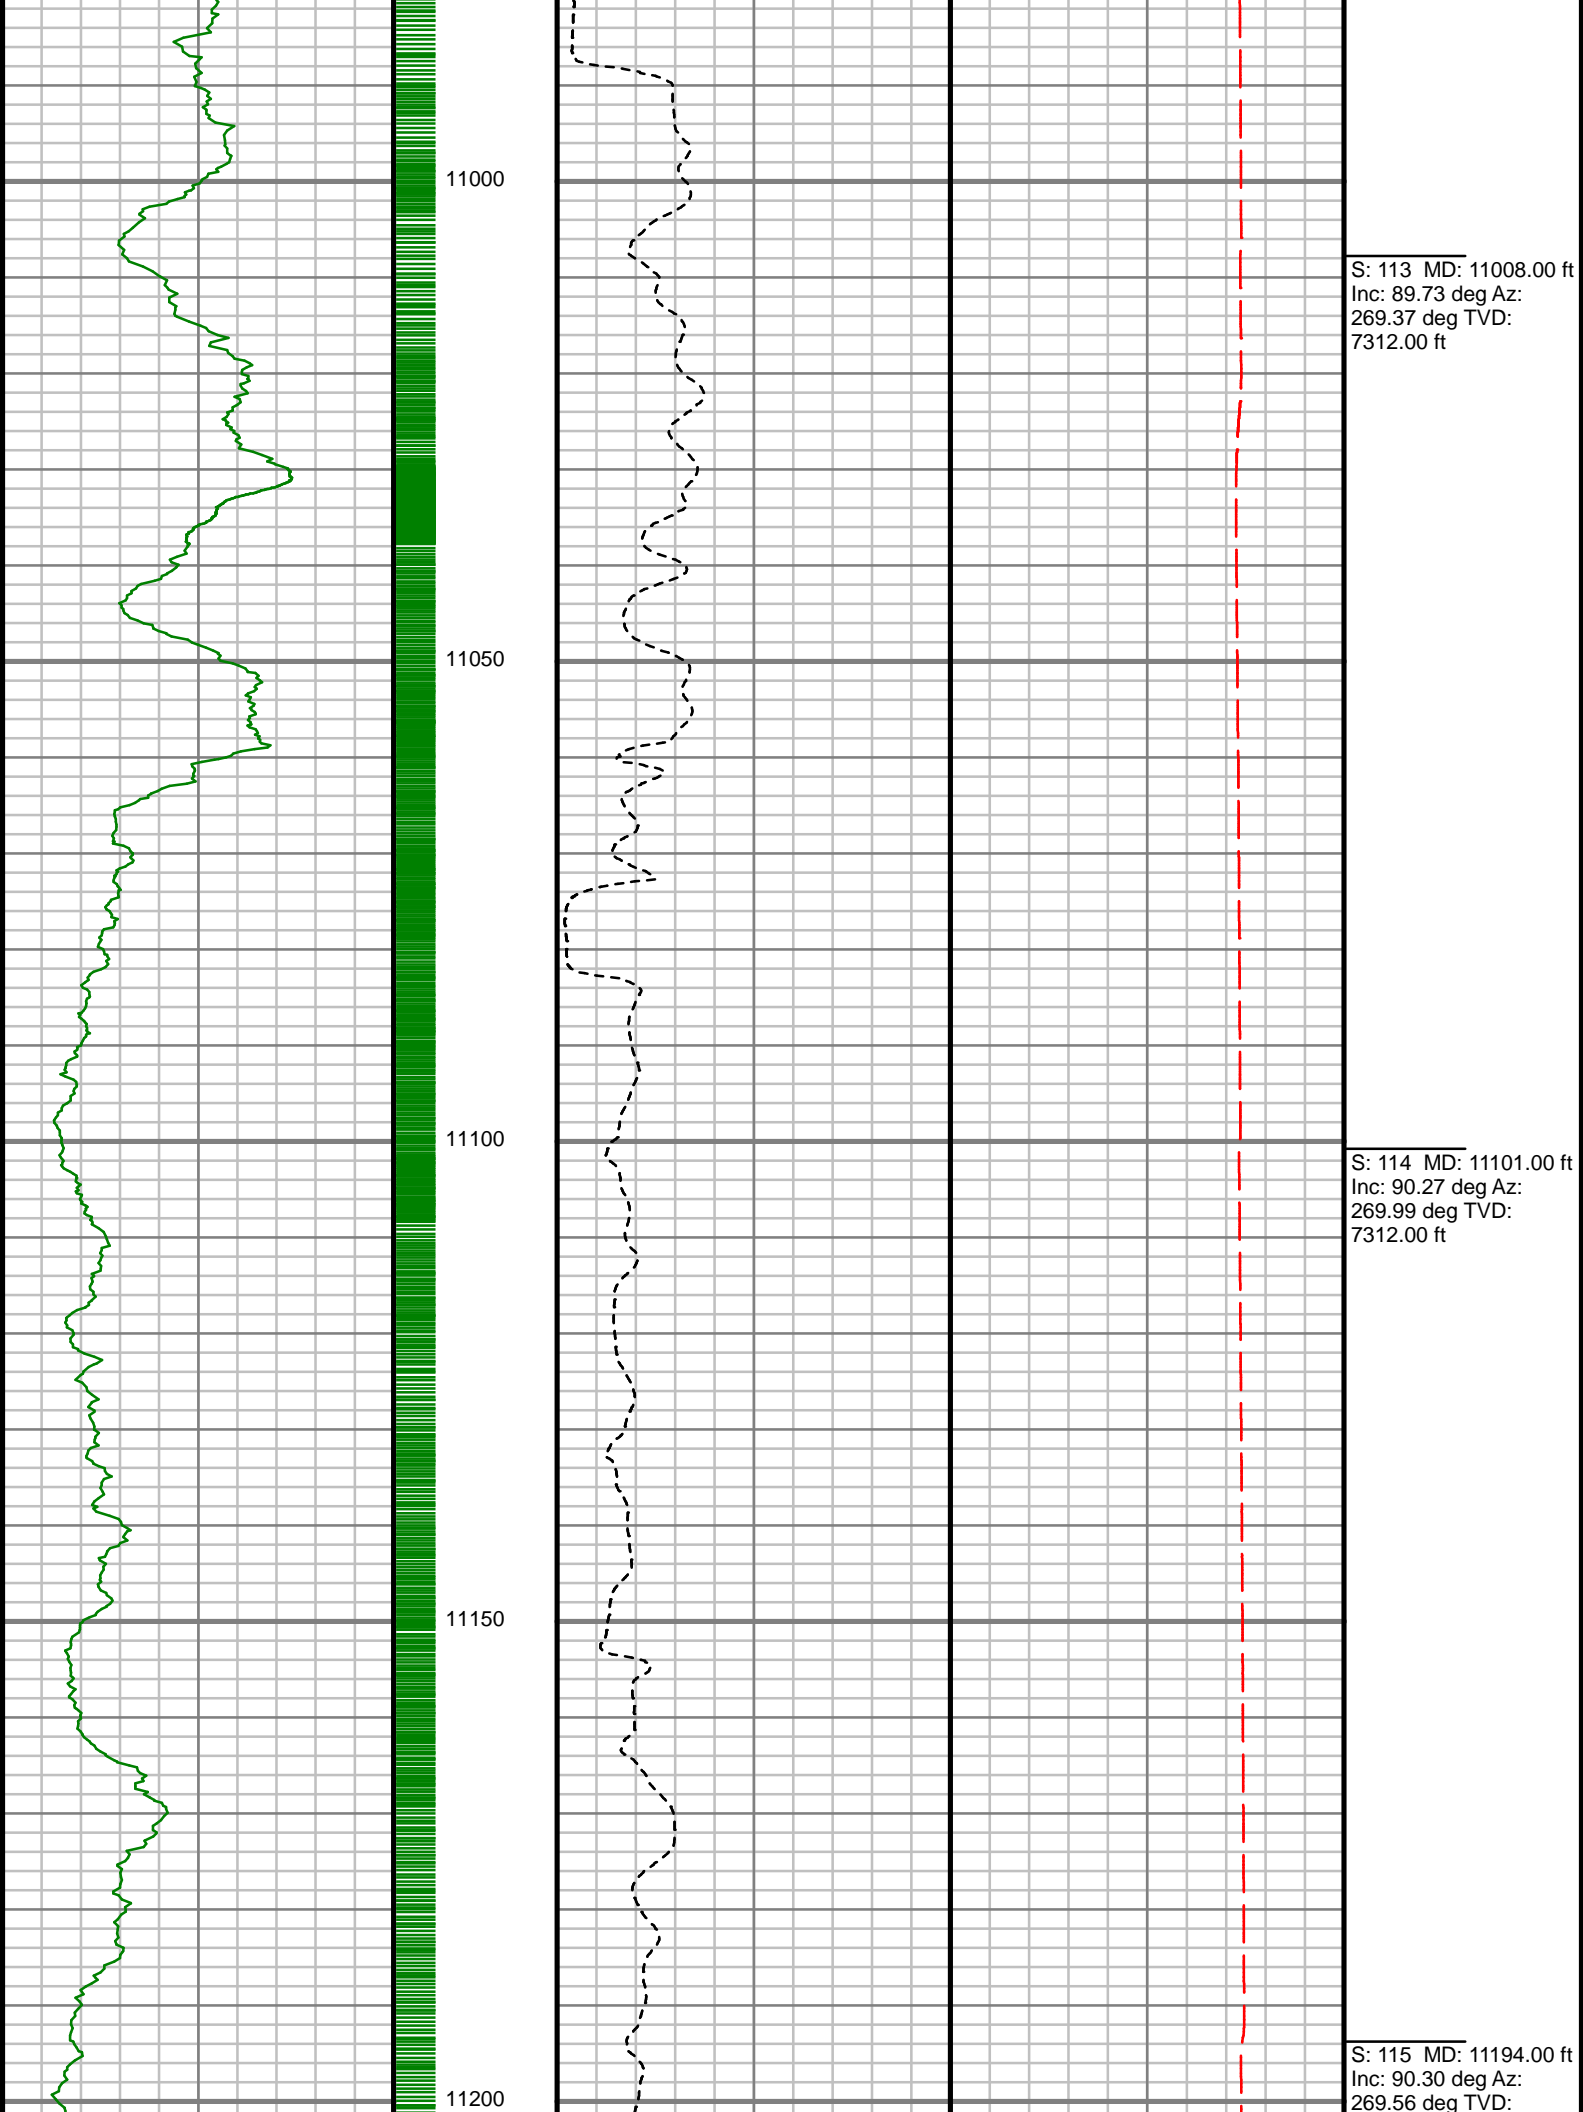 11000
S: 113 MD: 11008.00 ft
Inc: 89.73 deg Az:
269.37 deg TVD:
7312.00 ft
11050
11100
S: 114 MD: 11101.00 ft
Inc: 90.27 deg Az:
269.99 deg TVD:
7312.00 ft
11150
S: 115 MD: 11194.00 ft
Inc: 90.30 deg Az:
11200
269.56 deg TVD: